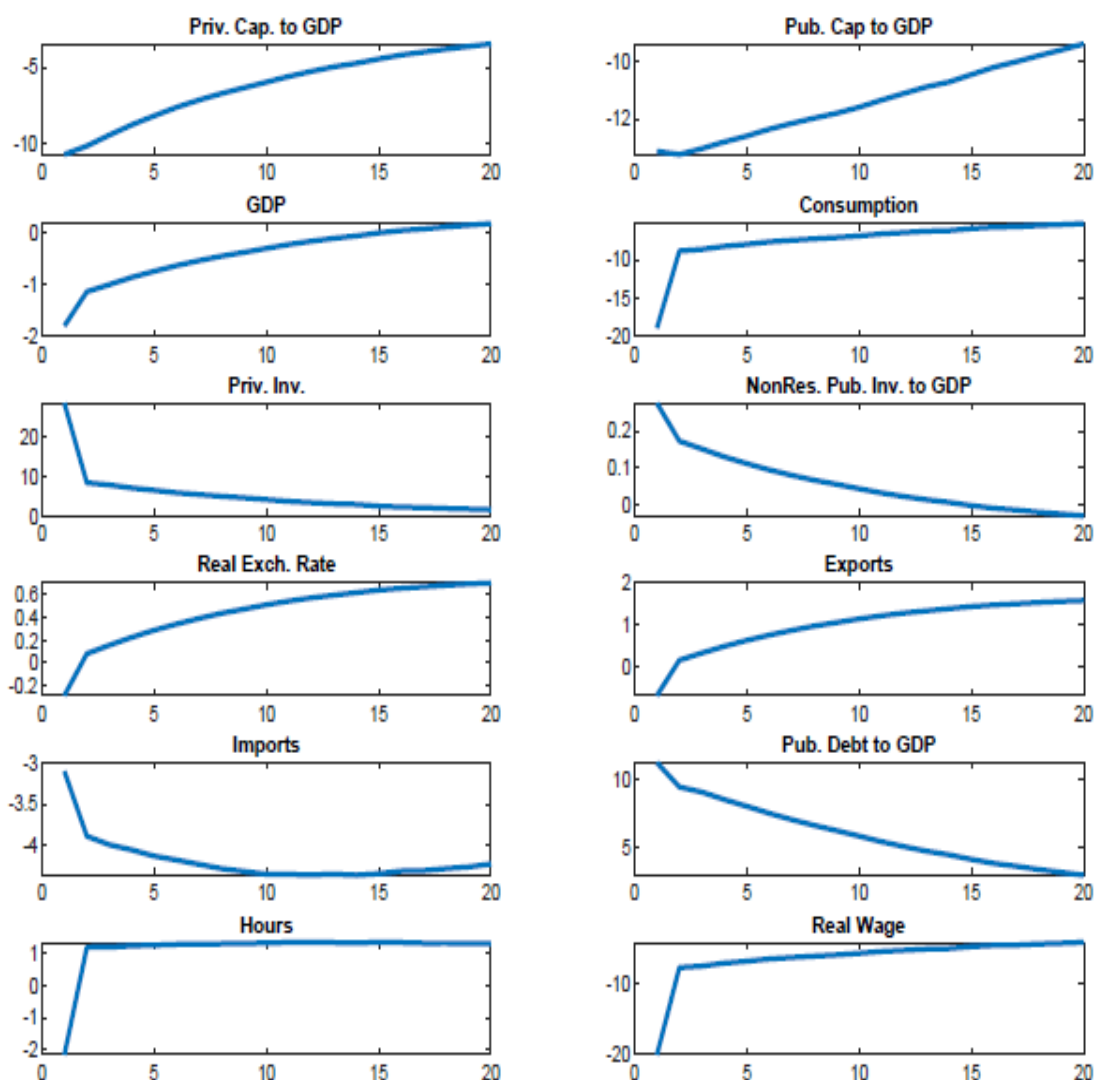 Priv. Cap. to GDP
-5
-10
0 5 10 15 20
Pub. Cap to GDP
-10
-12
0 5 10 15 20
GDP
0
-1
-2
0 5 10 15 20
Consumption
-10
-15
-20
0 5 10 15 20
Priv. Inv.
20
10
0
0 5 10 15 20
NonRes. Pub. Inv. to GDP
0.2
0.1
0
0 5 10 15 20
Real Exch. Rate
0.6
0.4
0.2
0
-0.2
0 5 10 15 20
Exports
2
1
0
0 5 10 15 20
Imports
-3
-3.5
-4
0 5 10 15 20
Pub. Debt to GDP
10
5
0 5 10 15 20
Hours
1
0
-1
-2
0 5 10 15 20
Real Wage
-10
-20
0 5 10 15 20